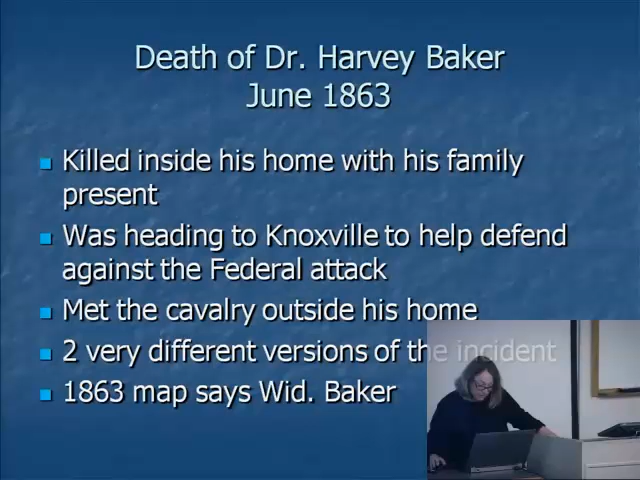 Death of Dr. Harvey Baker
June 1863
Killed inside his home with his family
present
Was heading to Knoxville to help defend
against the Federal attack
Met the cavalry outside his home
2 very different versions of the incident
1863 map says Wid. Baker